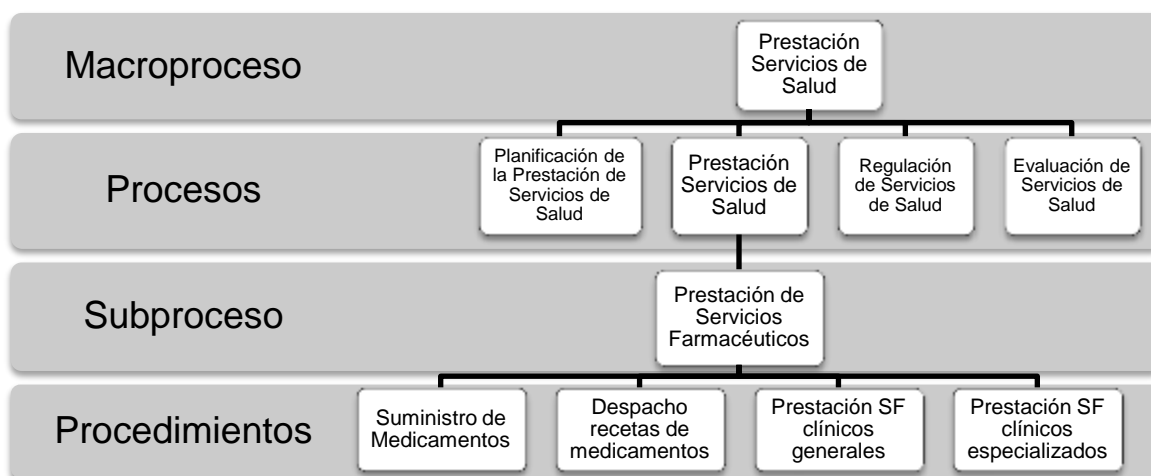 Macroproceso
Prestación
Servicios de
Salud
Procesos
Planificación de
la Prestación de
Servicios de
Salud
Prestación
Servicios de
Salud
Regulación
de Servicios
de Salud
Evaluación de
Servicios de
Salud
Subproceso
Prestación de
Servicios
Farmacéuticos
Procedimientos
Suministro de
Medicamentos
Despacho
recetas de
medicamentos
Prestación SF
clínicos
generales
Prestación SF
clínicos
especializados